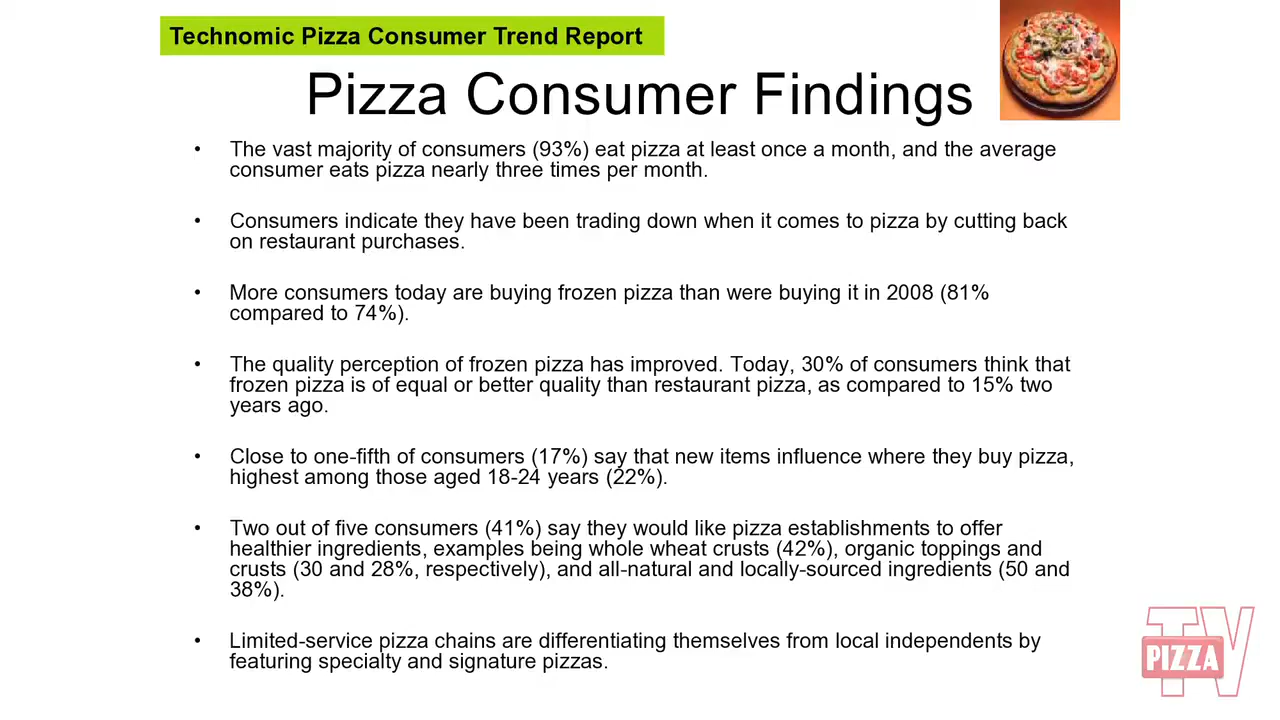 Technomic Pizza Consumer Trend Report
Pizza Consumer Findings
• The vast majority of consumers (93%) eat pizza at least once a month, and the average
consumer eats pizza nearly three times per month.
• Consumers indicate they have been trading down when it comes to pizza by cutting back
on restaurant purchases.
• More consumers today are buying frozen pizza than were buying it in 2008 (81%
compared to 74%).
• The quality perception of frozen pizza has improved. Today, 30% of consumers think that
frozen pizza is of equal or better quality than restaurant pizza, as compared to 15% two
years ago.
• Close to one-fifth of consumers (17%) say that new items influence where they buy pizza,
highest among those aged 18-24 years (22%).
• Two out of five consumers (41%) say they would like pizza establishments to offer
healthier ingredients, examples being whole wheat crusts (42%), organic toppings and
crusts (30 and 28%, respectively), and all-natural and locally-sourced ingredients (50 and
38%).
• Limited-service pizza chains are differentiating themselves from local independents by
featuring specialty and signature pizzas.
TV
PIZZA